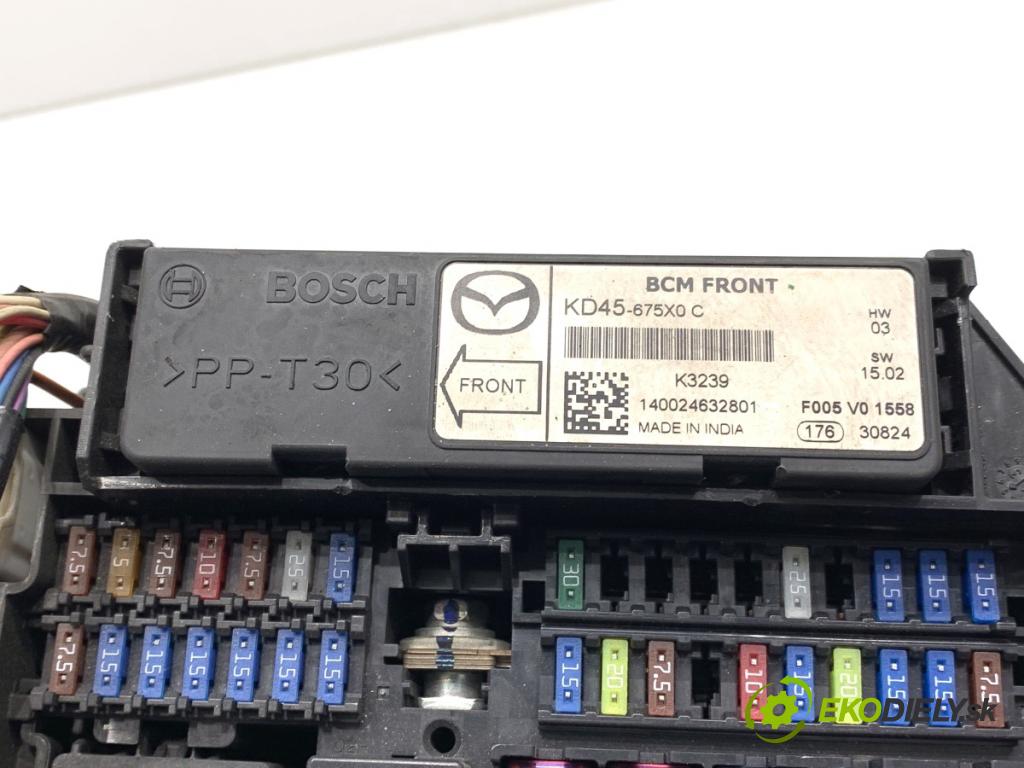 BOSCH
>PP-T30<
BCM FRONT
KD45-675X0 C
HW
03
FRONT
K3239
SW
15.02
140024632801
F005 V0 1558
MADE IN INDIA
176 30824
7.5 5 7.5 10 7.5 25 15
30 25 15 15 15
7.5 15 15 15 15 15 15
15 20 7.5 10 15 20 15 15 7.5
EKODIELY.sk